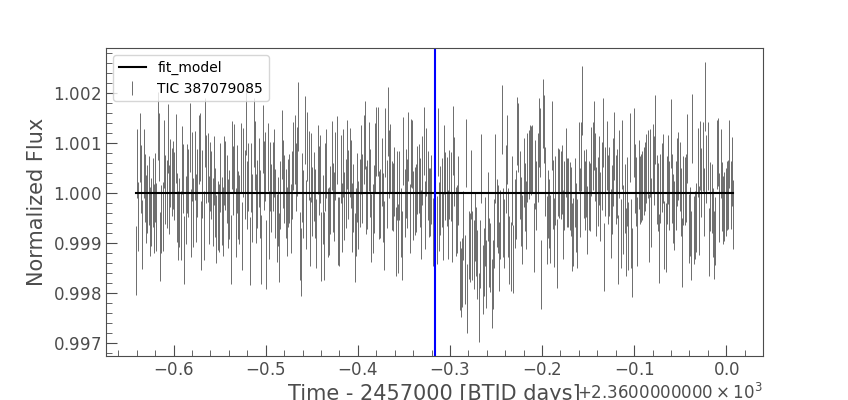 fit_model
TIC 387079085
Normalized Flux
1.002
1.001
1.000
0.999
0.998
0.997
−0.6 −0.5 −0.4 −0.3 −0.2 −0.1 0.0
Time - 2457000 [BTJD days]
+2.3600000000 × 10³